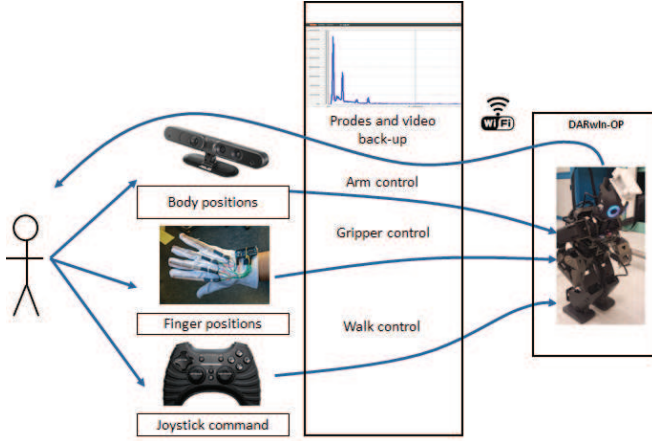 Prodes and video
back-up
WiFi
DARwIn-OP
Arm control
Body positions
Gripper control
Finger positions
Walk control
Joystick command